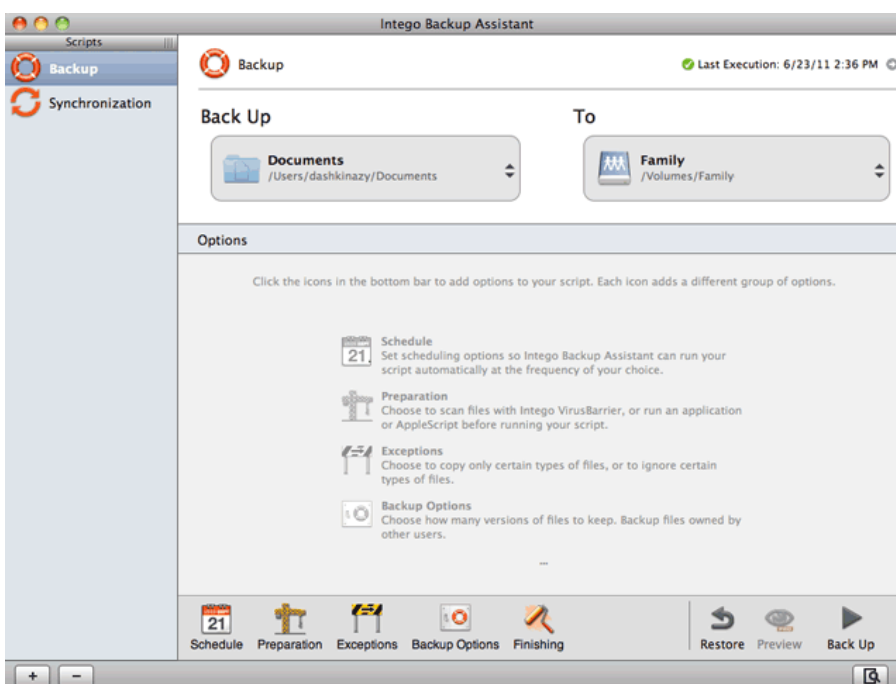 Intego Backup Assistant
Scripts
Backup
Synchronization
Backup
Last Execution: 6/23/11 2:36 PM
Back Up
To
Documents
/Users/dashkinazy/Documents
Family
/Volumes/Family
Options
Click the icons in the bottom bar to add options to your script. Each icon adds a different group of options.
21
Schedule
Set scheduling options so Intego Backup Assistant can run your
script automatically at the frequency of your choice.
Preparation
Choose to scan files with Intego VirusBarrier, or run an application
or AppleScript before running your script.
Exceptions
Choose to copy only certain types of files, or to ignore certain
types of files.
Backup Options
Choose how many versions of files to keep. Backup files owned by
other users.
...
21
Schedule
Preparation
Exceptions
Backup Options
Finishing
Restore
Preview
Back Up
+
-